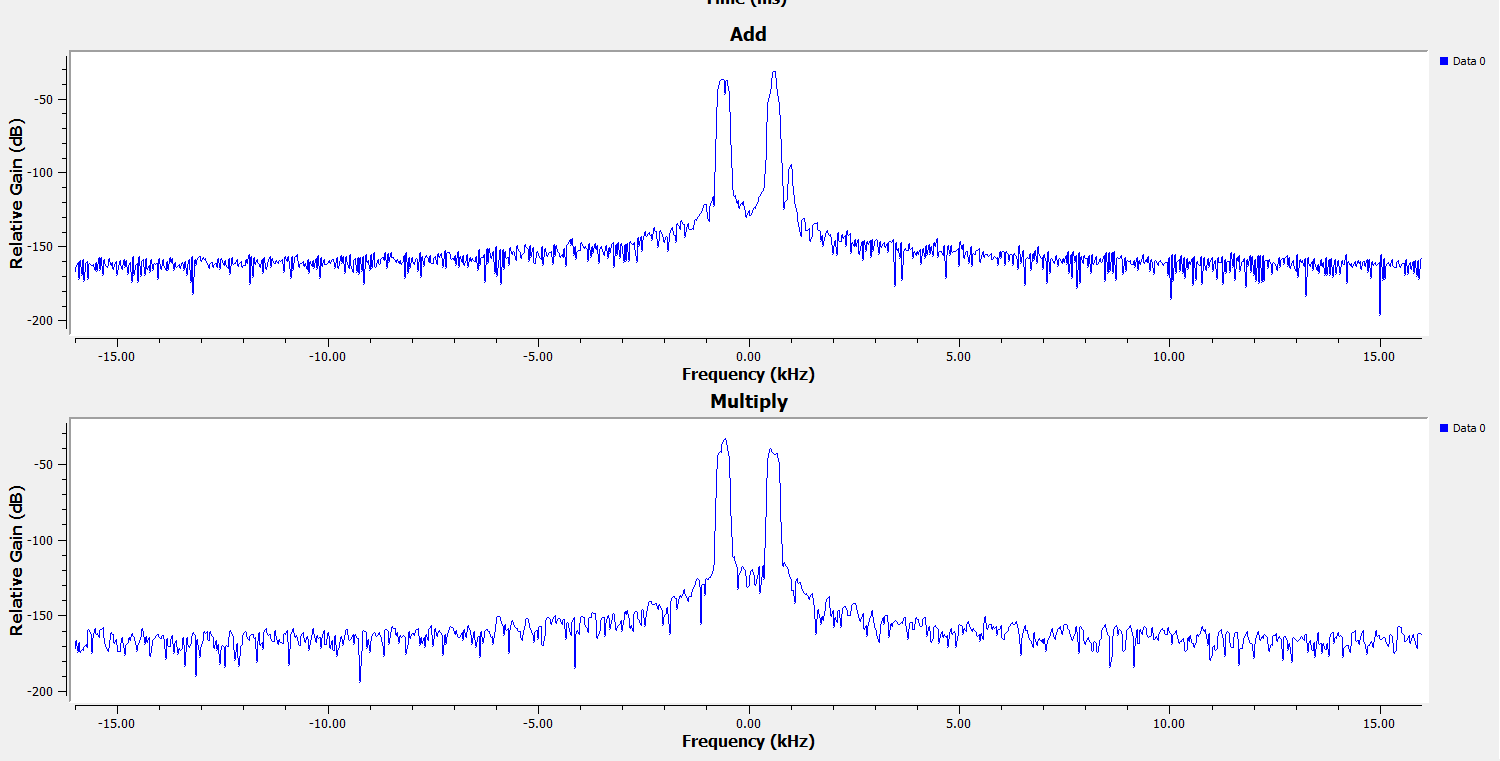 Time (ms)
Add
Data 0
Relative Gain (dB)
-50
-100
-150
-200
-15.00 -10.00 -5.00 0.00 5.00 10.00 15.00
Frequency (kHz)
Multiply
Data 0
Relative Gain (dB)
-50
-100
-150
-200
-15.00 -10.00 -5.00 0.00 5.00 10.00 15.00
Frequency (kHz)